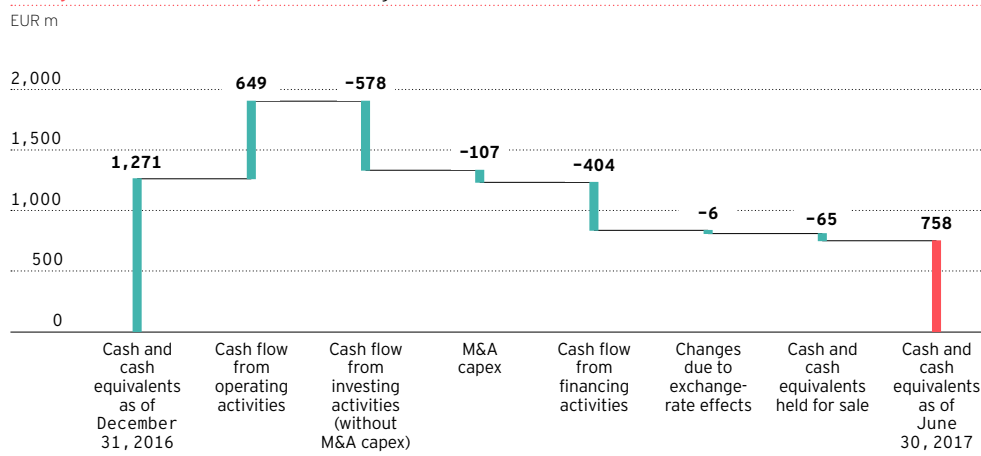 EUR m
2,000
1,500
1,000
500
0
1,271
649
−578
−107
−404
−6
−65
758
Cash and
cash
equivalents
as of
December
31,2016
Cash flow
from
operating
activities
Cash flow
from
investing
activities
(without
M&A capex)
M&A
capex
Cash flow
from
financing
activities
Changes
due to
exchange-
rate effects
Cash and
cash
equivalents
held for sale
Cash and
cash
equivalents
as of
June
30,2017